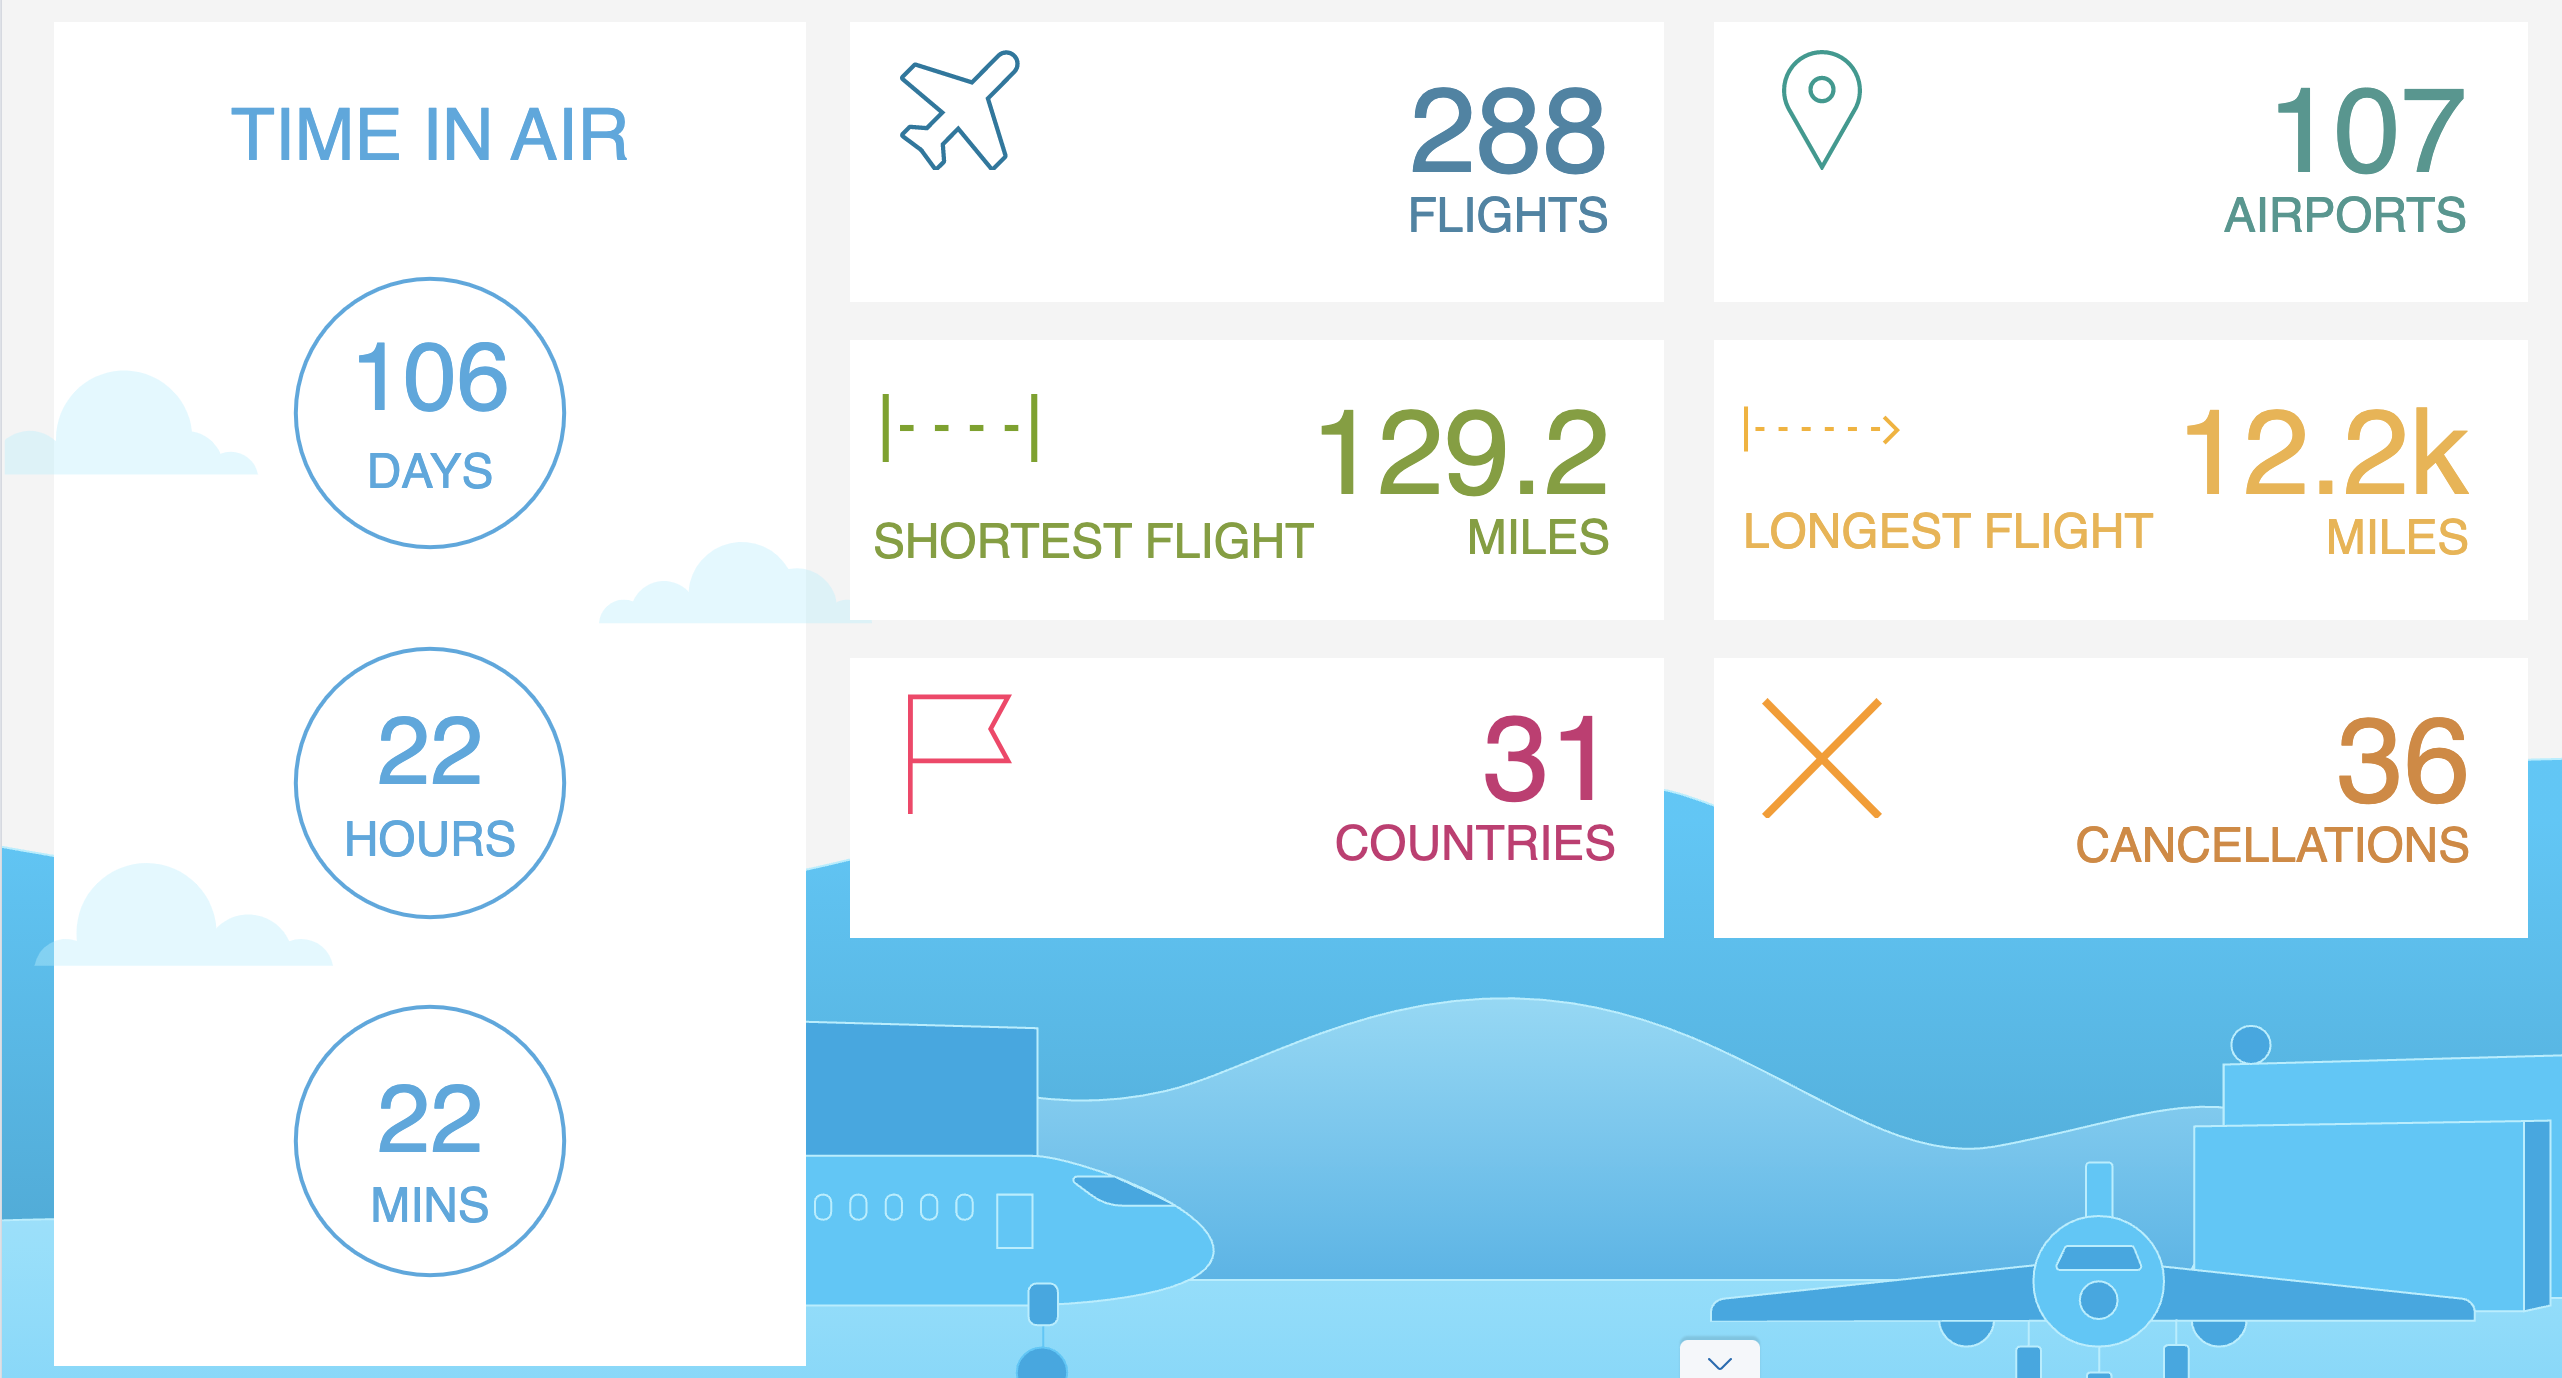 TIME IN AIR
106
DAYS
22
HOURS
22
MINS
288
FLIGHTS
107
AIRPORTS
129.2
MILES
SHORTEST FLIGHT
12.2k
MILES
LONGEST FLIGHT
31
COUNTRIES
36
CANCELLATIONS